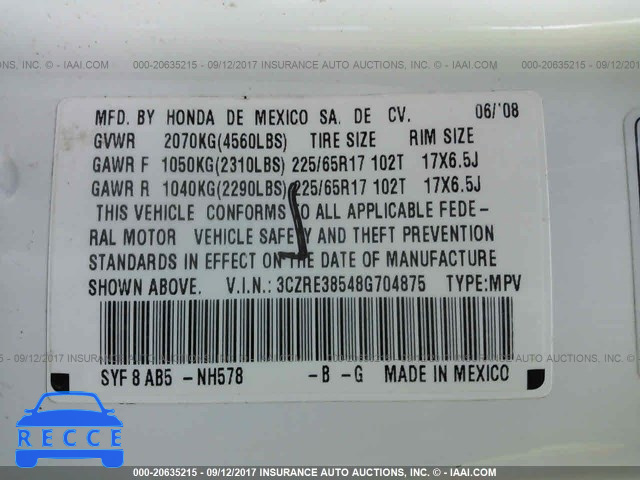 000-20635215 - 09/12/2017 INSURANCE AUTO AUCTIONS, INC. - ©IAAI.COM
MFD. BY HONDA DE MEXICO SA. DE CV. 06/'08
GVWR 2070KG(4560LBS) TIRE SIZE RIM SIZE
GAWR F 1050KG(2310LBS) 225/65R17 102T 17X6.5J
GAWR R 1040KG(2290LBS) 225/65R17 102T 17X6.5J
THIS VEHICLE CONFORMS TO ALL APPLICABLE FEDE-
RAL MOTOR VEHICLE SAFETY AND THEFT PREVENTION
STANDARDS IN EFFECT ON THE DATE OF MANUFACTURE
SHOWN ABOVE. V.I.N.: 3CZRE38548G704875 TYPE:MPV
SYF 8 AB5 -NH578 -B -G MADE IN MEXICO
RECCE
000-20635215 - 09/12/2017 INSURANCE AUTO AUCTIONS, INC. - ©IAAI.COM